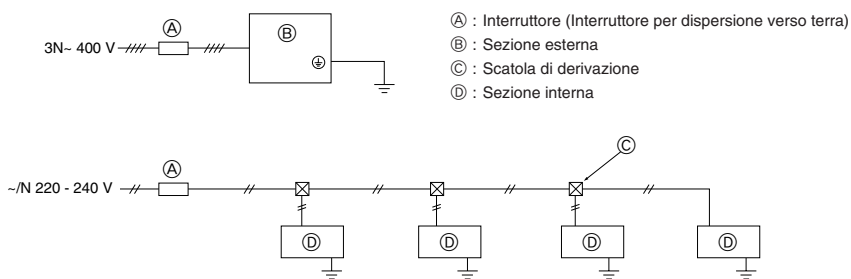 Ⓐ
3N~ 400 V
Ⓑ
Ⓐ : Interruttore (Interruttore per dispersione verso terra)
Ⓑ : Sezione esterna
Ⓒ : Scatola di derivazione
Ⓓ : Sezione interna
Ⓒ
Ⓐ
~/N 220 - 240 V
Ⓓ Ⓓ Ⓓ Ⓓ